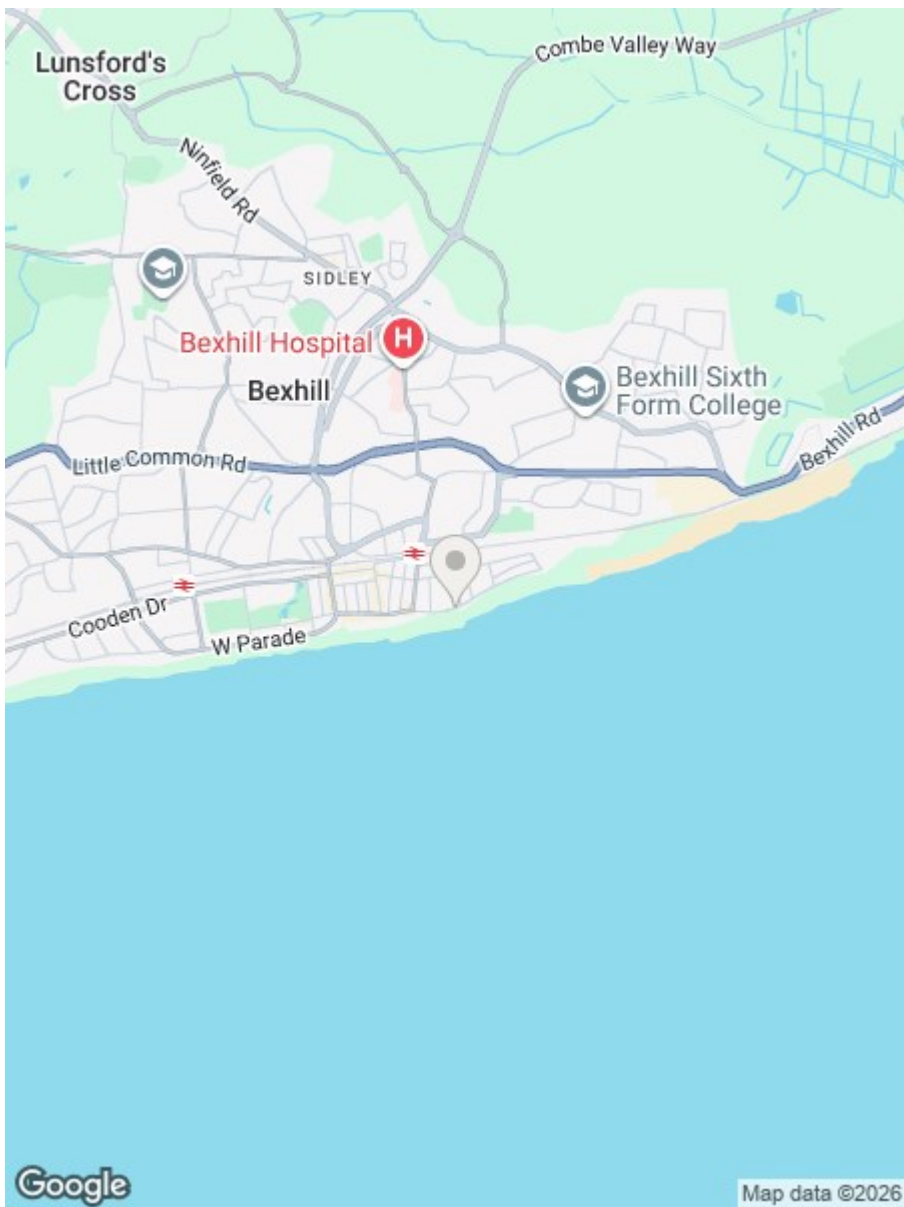 Combe Valley Way
Lunsford's
Cross
Ninfield Rd
SIDLEY
Bexhill Hospital
H
Bexhill
Bexhill Sixth
Form College
Bexhill Rd
Little Common Rd
Cooden Dr
W Parade
Google
Map data ©2026